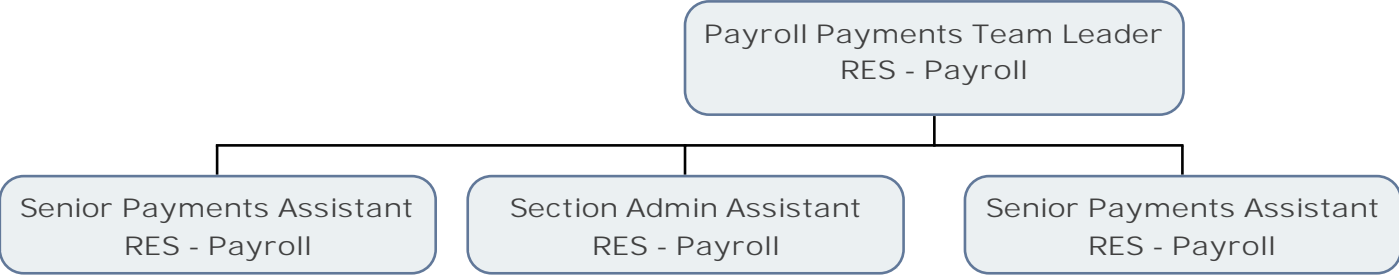 Payroll Payments Team Leader
RES - Payroll
Senior Payments Assistant
RES - Payroll
Section Admin Assistant
RES - Payroll
Senior Payments Assistant
RES - Payroll